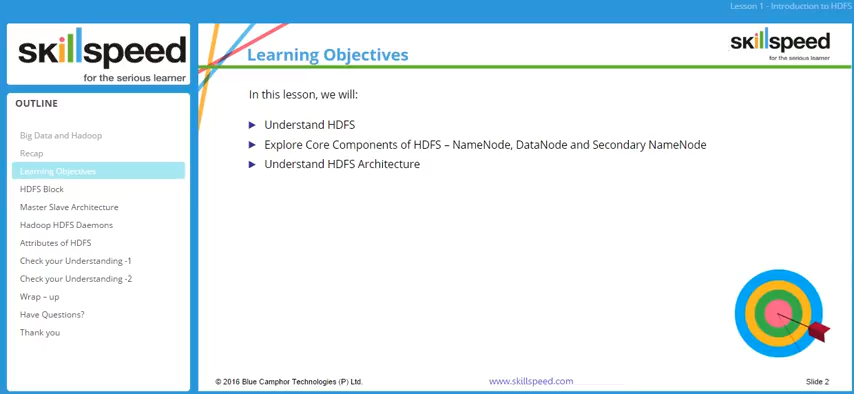 Lesson 1 - Introduction to HDFS
skillspeed
for the serious learner
OUTLINE
Big Data and Hadoop
Recap
Learning Objectives
HDFS Block
Master Slave Architecture
Hadoop HDFS Daemons
Attributes of HDFS
Check your Understanding -1
Check your Understanding -2
Wrap – up
Have Questions?
Thank you
Learning Objectives
skillspeed
for the serious learner
In this lesson, we will:
Understand HDFS
Explore Core Components of HDFS – NameNode, DataNode and Secondary NameNode
Understand HDFS Architecture
© 2016 Blue Camphor Technologies (P) Ltd.
www.skillspeed.com
Slide 2